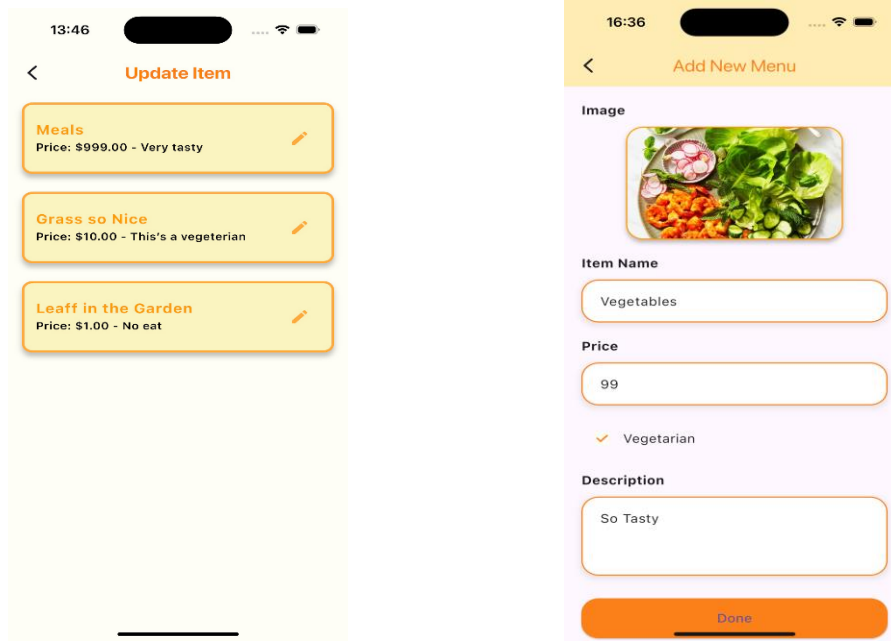 13:46
Update Item
Meals
Price: $999.00 - Very tasty
Grass so Nice
Price: $10.00 - This's a vegeterian
Leaff in the Garden
Price: $1.00 - No eat
16:36
Add New Menu
Image
Item Name
Vegetables
Price
99
Vegetarian
Description
So Tasty
Done